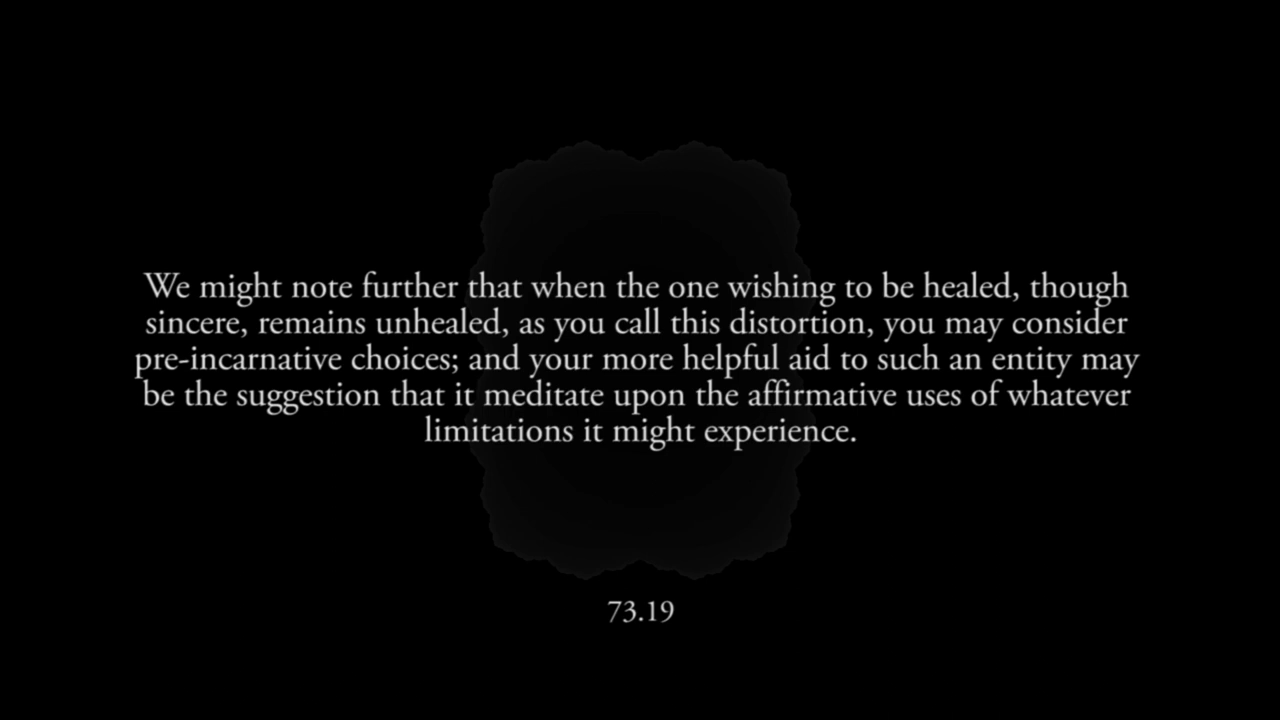 We might note further that when the one wishing to be healed, though
sincere, remains unhealed, as you call this distortion, you may consider
pre-incarnative choices; and your more helpful aid to such an entity may
be the suggestion that it meditate upon the affirmative uses of whatever
limitations it might experience.
73.19